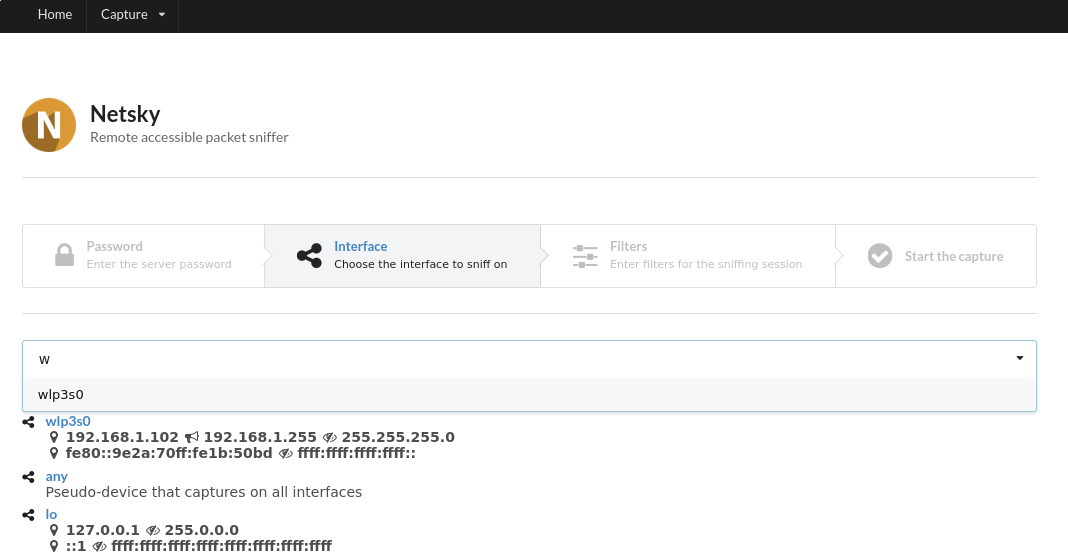 Home Capture
N
Netsky
Remote accessible packet sniffer
Password
Enter the server password
Interface
Choose the interface to sniff on
Filters
Enter filters for the sniffing session
Start the capture
w
wlp3s0
wlp3s0
192.168.1.102 192.168.1.255 255.255.255.0
fe80::9e2a:70ff:fe1b:50bd ffff:ffff:ffff:ffff::
any
Pseudo-device that captures on all interfaces
lo
127.0.0.1 255.0.0.0
::1 ffff:ffff:ffff:ffff:ffff:ffff:ffff:ffff